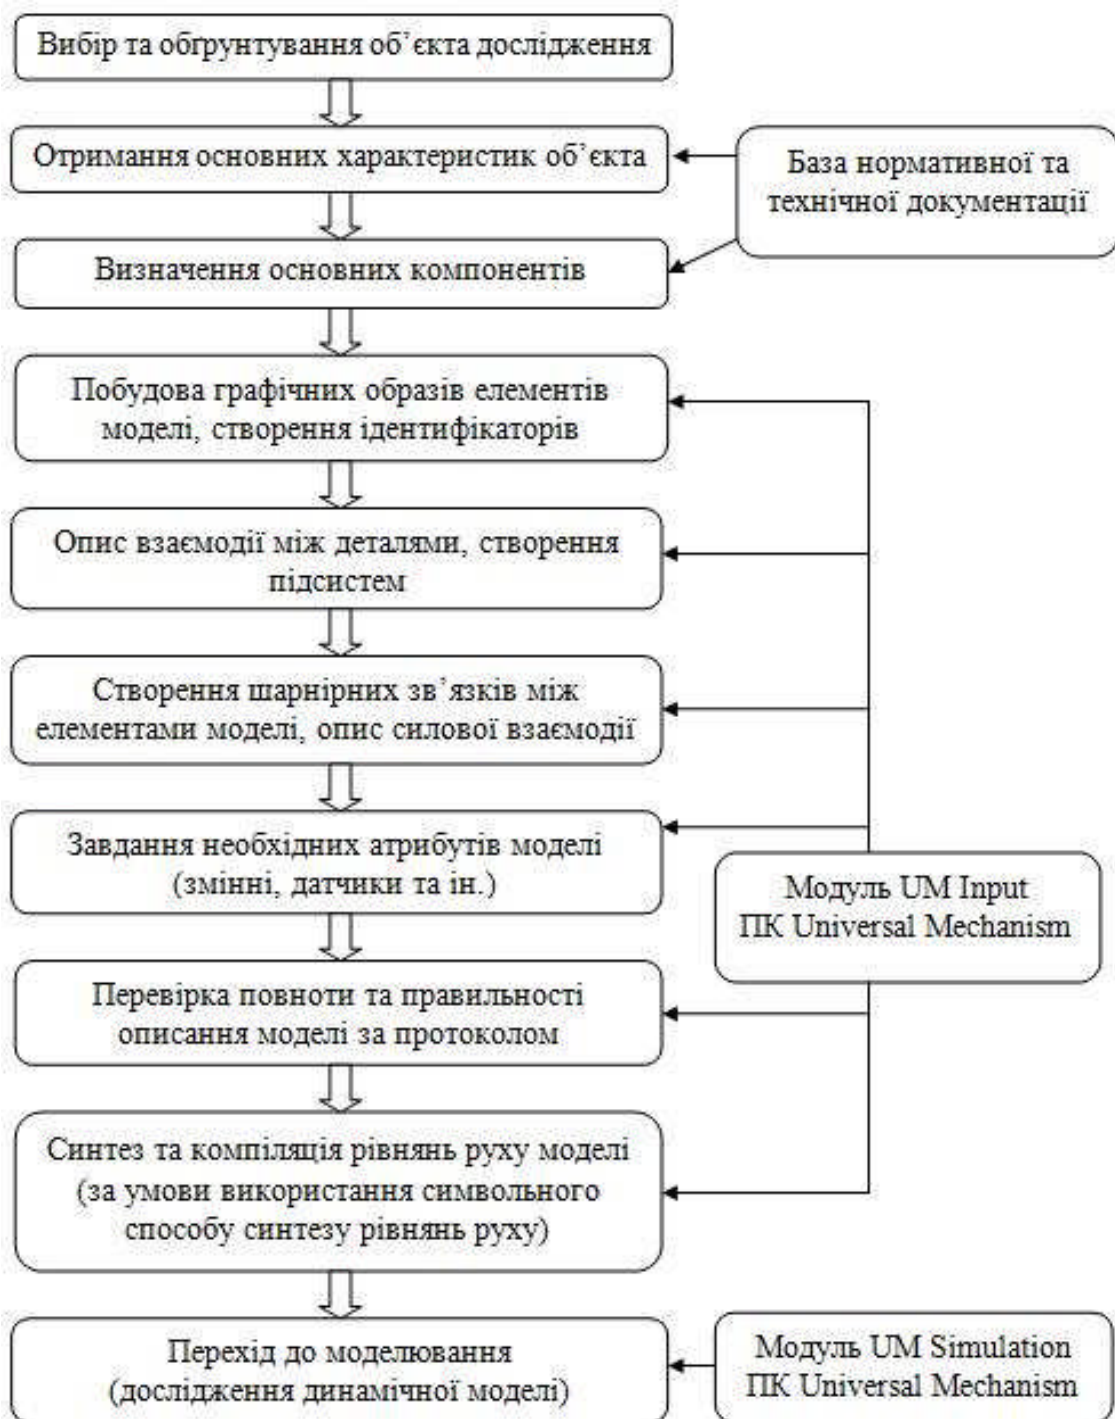 Вибір та обґрунтування об’єкта дослідження
Отримання основних характеристик об’єкта
База нормативної та
технічної документації
Визначення основних компонентів
Побудова графічних образів елементів
моделі, створення ідентифікаторів
Опис взаємодії між деталями, створення
підсистем
Створення шарнірних зв’язків між
елементами моделі, опис силової взаємодії
Завдання необхідних атрибутів моделі
(змінні, датчики та ін.)
Модуль UM Input
ПК Universal Mechanism
Перевірка повноти та правильності
описання моделі за протоколом
Синтез та компіляція рівнянь руху моделі
(за умови використання символьного
способу синтезу рівнянь руху)
Перехід до моделювання
(дослідження динамічної моделі)
Модуль UM Simulation
ПК Universal Mechanism